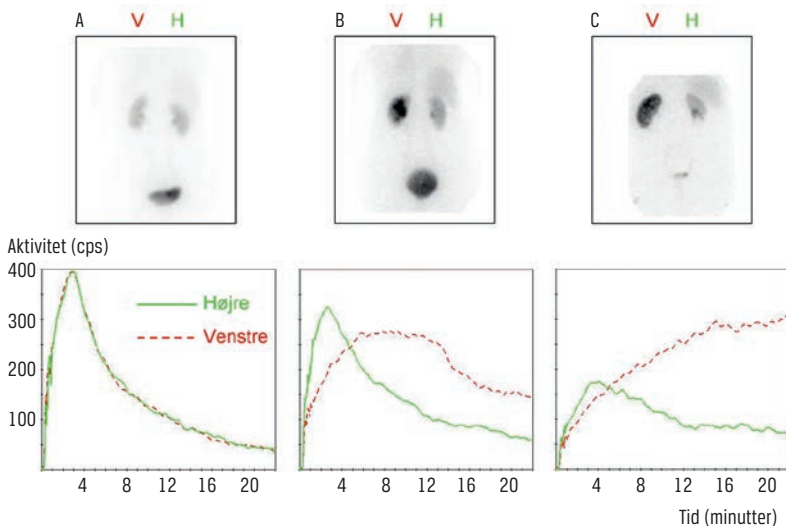 A V H B V H C V H
Aktivitet (cps)
400
300
200
100
Højre
Venstre
4 8 12 16 20 4 8 12 16 20 4 8 12 16 20
Tid (minutter)